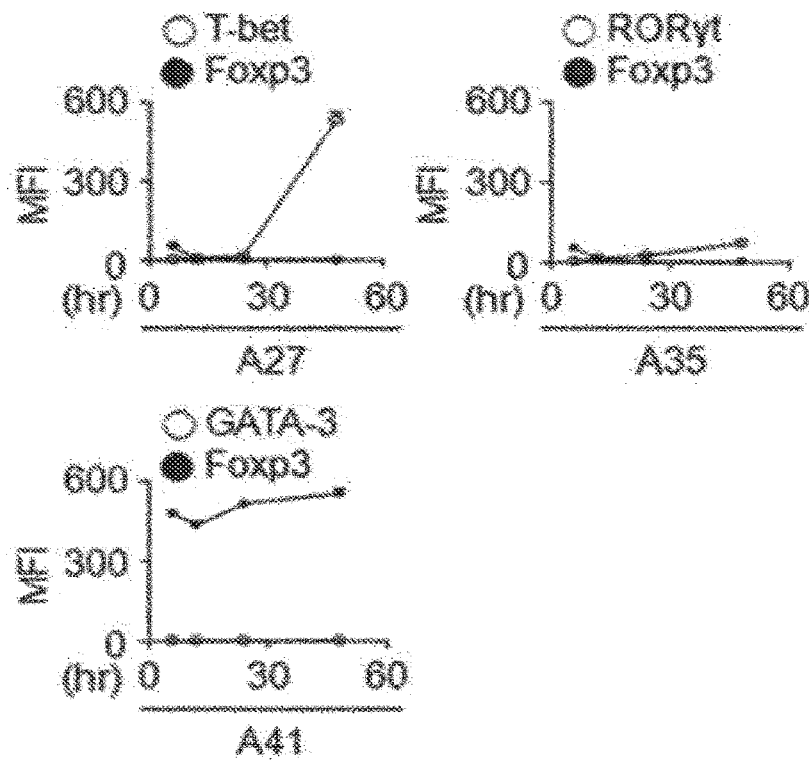 T-bet
Foxp3
600
300
0
MFI
(hr) 0 30 60
A27
RORγt
Foxp3
600
300
0
MFI
(hr) 0 30 60
A35
GATA-3
Foxp3
600
300
0
MFI
(hr) 0 30 60
A41